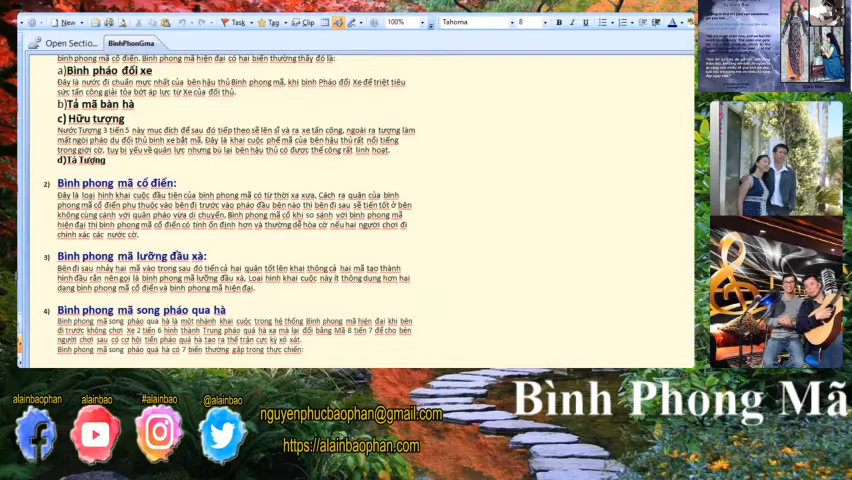 New
Task
Tag
Clip
100%
Tahoma
8
B I U
A
Open Sectio...
BinhPhongGma
bình phong mã cổ điển. Bình phong mã hiện đại có hai biến thường thấy đó là:
a)Bình pháo đổi xe
Đây là nước đi chuẩn mực nhất của bên hậu thủ Bình phong mã, khi bình Pháo đổi Xe để triệt tiêu
sức tấn công giải tỏa bớt áp lực từ Xe của đối thủ.
b)Tả mã bàn hà
c) Hữu tượng
Nước Tượng 3 tiến 5 này mục đích để sau đó tiếp theo sẽ lên sĩ và ra xe tấn công, ngoài ra tượng làm
mất ngòi pháo dụ đối thủ bình xe bắt mã. Đây là khai cuộc phế mã của bên hậu thủ rất nổi tiếng
trong giới cờ, tuy bị yếu về quân lực nhưng bù lại bên hậu thủ có được thế công rất linh hoạt.
d)Tả Tượng
2) Bình phong mã cổ điển:
Đây là loại hình khai cuộc đầu tiên của bình phong mã có từ thời xa xưa, Cách ra quân của bình
phong mã cổ điển phụ thuộc vào bên đi trước vào pháo đầu bên nào thì bên đi sau sẽ tiến tốt ở bên
không cùng cánh với quân pháo vừa di chuyển, Bình phong mã cổ khi so sánh với bình phong mã
hiện đại thì bình phong mã cổ điển có tính ổn định hơn và thường dễ hòa cờ nếu hai người chơi đi
chính xác các nước cờ.
3) Bình phong mã lưỡng đầu xà:
Bên đi sau nhảy hai mã vào trong sau đó tiến cả hai quân tốt lên khai thông cả hai mã tạo thành
hình đầu rắn nên gọi là bình phong mã lưỡng đầu xà, Loại hình khai cuộc này ít thông dụng hơn hai
dạng bình phong mã cổ điển và bình phong mã hiện đại.
4) Bình phong mã song pháo qua hà
Bình phong mã song pháo qua hà là một nhánh khai cuộc trong hệ thống Bình phong mã hiện đại khi bên
đi trước không chơi Xe 2 tiến 6 hình thành Trung pháo quá hà xa mà lại đổi bằng Mã 8 tiến 7 để cho bên
người chơi sau có cơ hội tiến pháo quá hà tạo ra thế trận cực kỳ xô xát.
Bình phong mã song pháo quá hà có 7 biến thường gặp trong thực chiến:
alainbaophan
alainbao
#alainbao
@alainbao
nguyenphucbaophan@gmail.com
https://alainbaophan.com
Bình Phong Mã